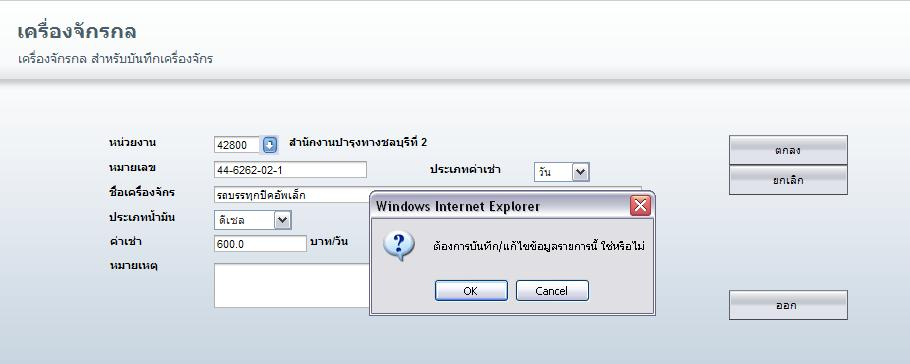 เครื่องจักรกล
เครื่องจักรกล สำหรับบันทึกเครื่องจักร
หน่วยงาน 42800 สำนักงานบำรุงทางชลบุรีที่ 2
ตกลง
หมายเลข 44-6262-02-1 ประเภทค่าเช่า วัน
ยกเลิก
ชื่อเครื่องจักร รถบรรทุกปิคอัพเล็ก
Windows Internet Explorer
ประเภทน้ำมัน ดีเซล
ค่าเช่า 600.0 บาท/วัน
ต้องการบันทึก/แก้ไขข้อมูลรายการนี้ ใช่หรือไม่
หมายเหตุ
OK Cancel
ออก